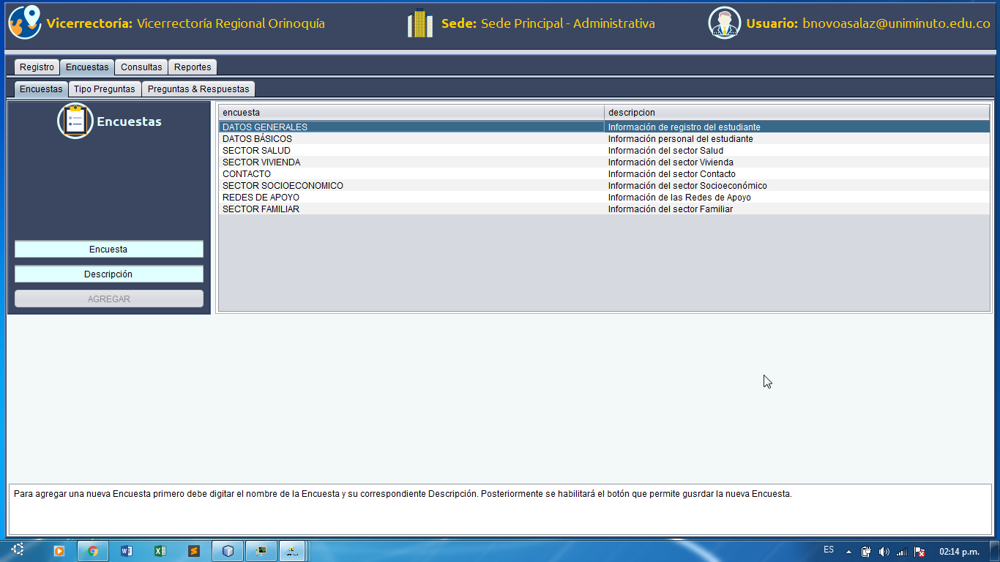 Vicerrectoría: Vicerrectoría Regional Orinoquía Sede: Sede Principal - Administrativa Usuario: bnovoasalaz@uniminuto.edu.co
Registro Encuestas Consultas Reportes
Encuestas Tipo Preguntas Preguntas & Respuestas
Encuestas
Encuesta
Descripción
AGREGAR
encuesta descripcion
DATOS GENERALES Información de registro del estudiante
DATOS BÁSICOS Información personal del estudiante
SECTOR SALUD Información del sector Salud
SECTOR VIVIENDA Información del sector Vivienda
CONTACTO Información del sector Contacto
SECTOR SOCIOECONOMICO Información del sector Socioeconómico
REDES DE APOYO Información de las Redes de Apoyo
SECTOR FAMILIAR Información del sector Familiar
Para agregar una nueva Encuesta primero debe digitar el nombre de la Encuesta y su correspondiente Descripción. Posteriormente se habilitará el botón que permite gusrdar la nueva Encuesta.
ES 02:14 p.m.